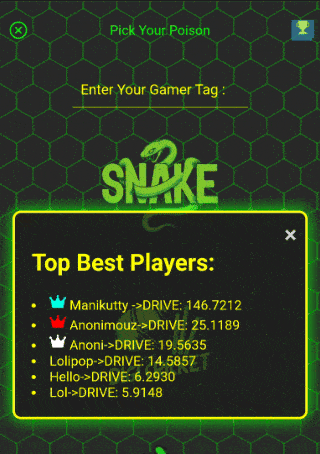 Pick Your Poison
Enter Your Gamer Tag :
SNAKE
×
Top Best Players:
Manikutty ->DRIVE: 146.7212
Anonimouz->DRIVE: 25.1189
Anoni->DRIVE: 19.5635
Lolipop->DRIVE: 14.5857
Hello->DRIVE: 6.2930
Lol->DRIVE: 5.9148